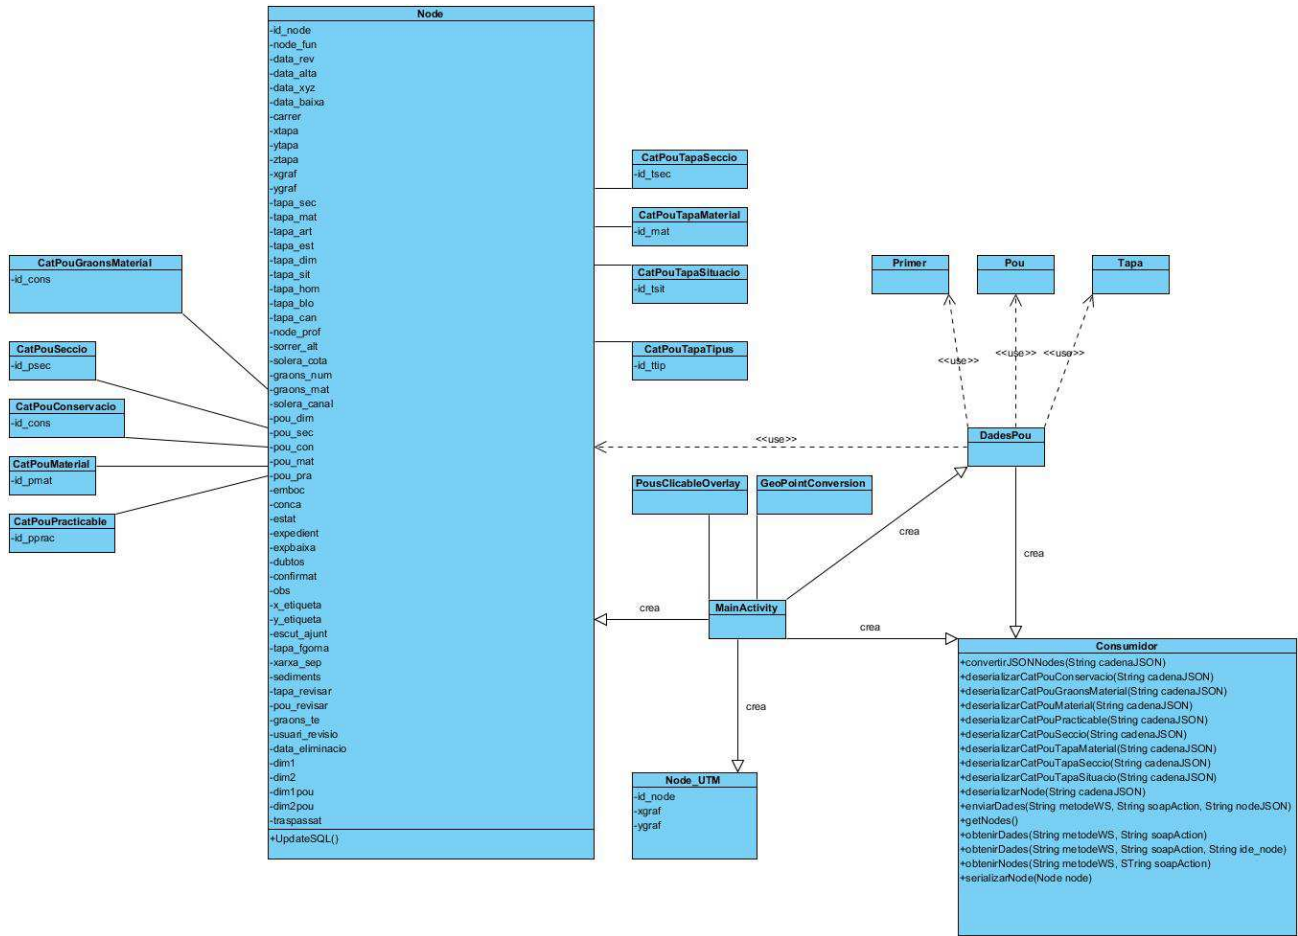 Node
-id_node
-node_fun
-data_rev
-data_alta
-data_xyz
-data_baixa
-carrer
-xtapa
-ytapa
-ztapa
-xgraf
-ygraf
-tapa_sec
-tapa_mat
-tapa_art
-tapa_est
-tapa_dim
-tapa_sit
-tapa_hom
-tapa_blo
-tapa_can
-node_prof
-sorrer_alt
-solera_cota
-graons_num
-graons_mat
-solera_canal
-pou_dim
-pou_sec
-pou_con
-pou_mat
-pou_pra
-emboc
-conca
-estat
-expedient
-expbaixa
-dubtos
-confirmat
-obs
-x_etiqueta
-y_etiqueta
-escut_ajunt
-tapa_fgoma
-xarxa_sep
-sediments
-tapa_revisar
-pou_revisar
-graons_te
-usuari_revisio
-data_eliminacio
-dim1
-dim2
-dim1pou
-dim2pou
-traspassat
+UpdateSQL()
CatPouGraonsMaterial
-id_cons
CatPouSeccio
-id_psec
CatPouConservacio
-id_cons
CatPouMaterial
-id_pmat
CatPouPracticable
-id_pprac
CatPouTapaSeccio
-id_tsec
CatPouTapaMaterial
-id_mat
CatPouTapaSituacio
-id_tsit
CatPouTapaTipus
-id_ttip
Primer
Pou
Tapa
<<use>>
<<use>>
<<use>>
<<use>>
DadesPou
PousClicableOverlay
GeoPointConversion
crea
crea
MainActivity
crea
crea
crea
Node_UTM
-id_node
-xgraf
-ygraf
Consumidor
+convertirJSONNodes(String cadenaJSON)
+deserializarCatPouConservacio(String cadenaJSON)
+deserializarCatPouGraonsMaterial(String cadenaJSON)
+deserializarCatPouMaterial(String cadenaJSON)
+deserializarCatPouPracticable(String cadenaJSON)
+deserializarCatPouSeccio(String cadenaJSON)
+deserializarCatPouTapaMaterial(String cadenaJSON)
+deserializarCatPouTapaSeccio(String cadenaJSON)
+deserializarCatPouTapaSituacio(String cadenaJSON)
+deserializarNode(String cadenaJSON)
+enviarDades(String metodeWS, String soapAction, String nodeJSON)
+getNodes()
+obtenirDades(String metodeWS, String soapAction)
+obtenirDades(String metodeWS, String soapAction, String ide_node)
+obtenirNodes(String metodeWS, STring soapAction)
+serializarNode(Node node)